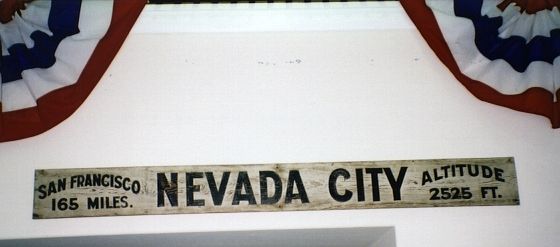 SAN FRANCISCO
165 MILES.
NEVADA CITY
ALTITUDE
2525 FT.